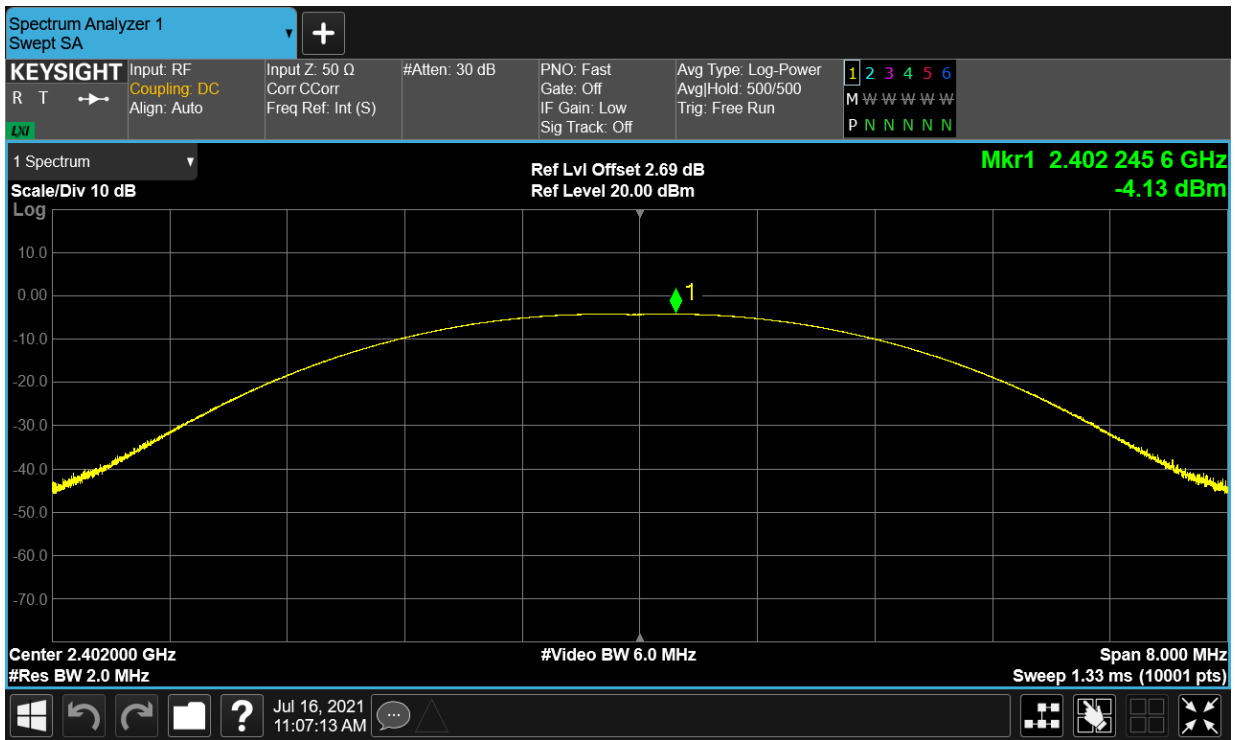 Spectrum Analyzer 1
Swept SA
+
KEYSIGHT
R T
LXI
Input: RF
Coupling: DC
Align: Auto
Input Z: 50 Ω
Corr CCorr
Freq Ref: Int (S)
#Atten: 30 dB
PNO: Fast
Gate: Off
IF Gain: Low
Sig Track: Off
Avg Type: Log-Power
Avg|Hold: 500/500
Trig: Free Run
1 2 3 4 5 6
M W W W W W
P N N N N N
1 Spectrum
Scale/Div 10 dB
Log
Ref Lvl Offset 2.69 dB
Ref Level 20.00 dBm
Mkr1 2.402 245 6 GHz
-4.13 dBm
1
10.0
0.00
-10.0
-20.0
-30.0
-40.0
-50.0
-60.0
-70.0
Center 2.402000 GHz
#Res BW 2.0 MHz
#Video BW 6.0 MHz
Span 8.000 MHz
Sweep 1.33 ms (10001 pts)
?
Jul 16, 2021
11:07:13 AM